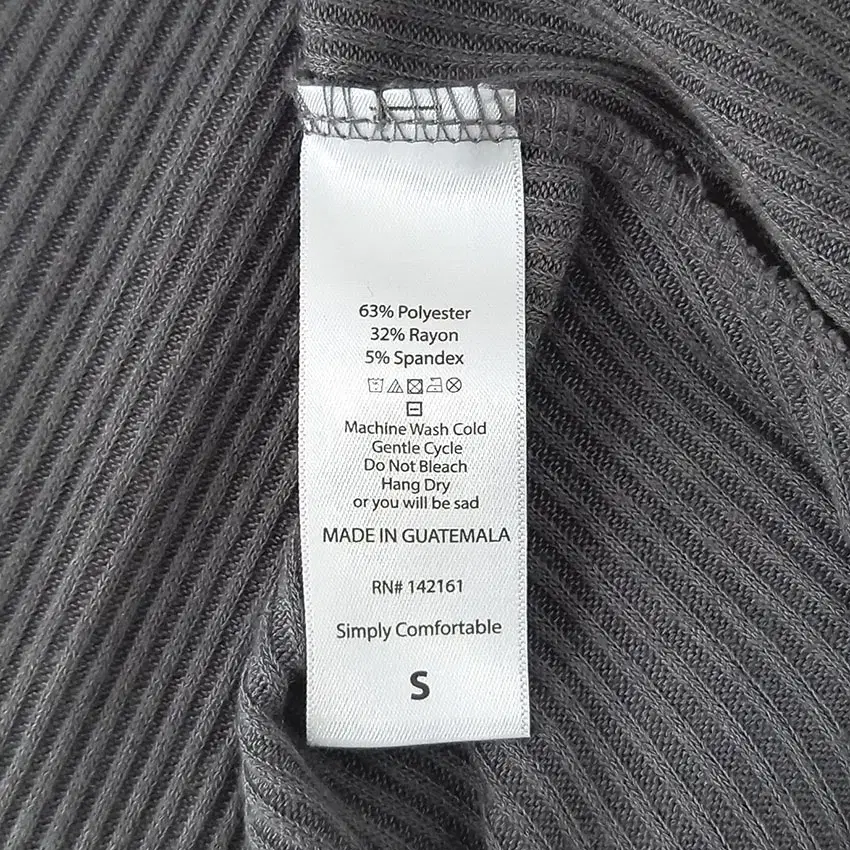 63% Polyester
32% Rayon
5% Spandex
Machine Wash Cold
Gentle Cycle
Do Not Bleach
Hang Dry
or you will be sad
MADE IN GUATEMALA
RN# 142161
Simply Comfortable
S